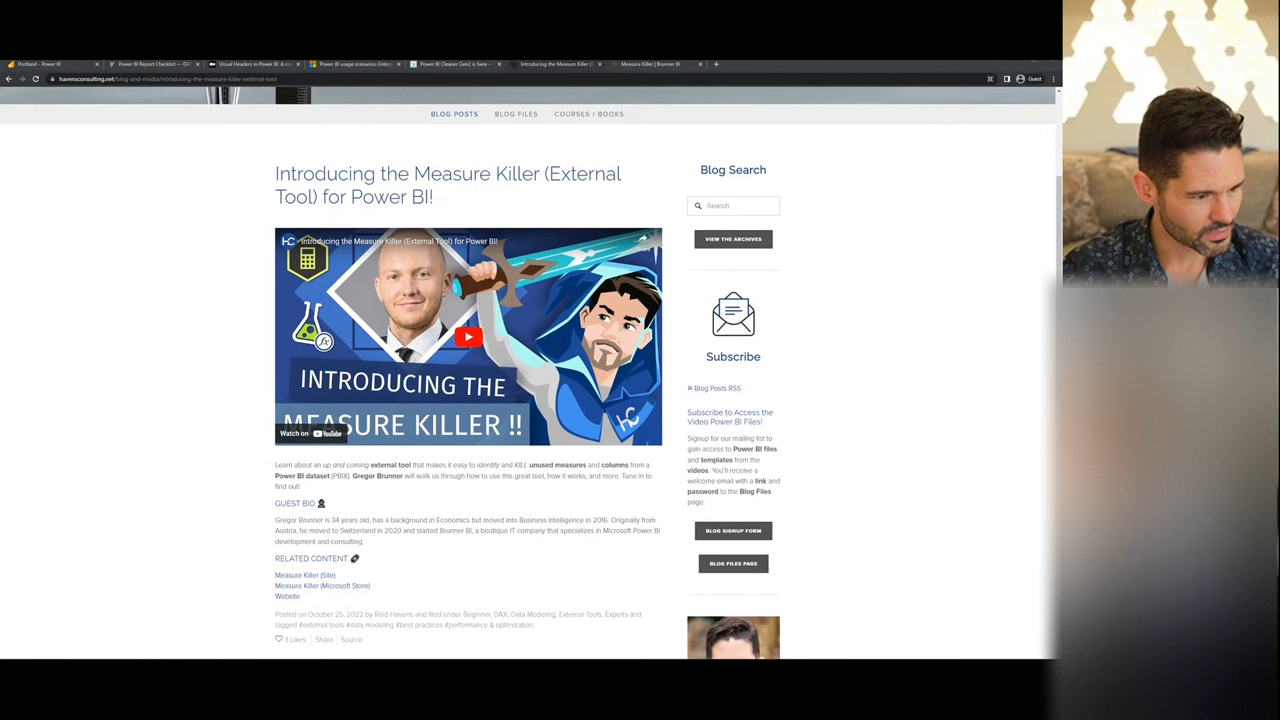 Portland - Power BI
Power BI Report Checklist — Gi
Visual Headers in Power BI. A co
Power BI usage scenarios: Enterp
Power BI Cleaner Gen2 is here -
Introducing the Measure Killer (E
Measure Killer | Brunner BI
havensconsulting.net/blog-and-media/introducing-the-measure-killer-external-tool
Guest
BLOG POSTS
BLOG FILES
COURSES / BOOKS
Introducing the Measure Killer (External
Tool) for Power BI!
HC
Introducing the Measure Killer (External Tool) for Power BI!
fx
INTRODUCING THE
MEASURE KILLER !!
HC
Watch on YouTube
Learn about an up and coming external tool that makes it easy to identify and KILL unused measures and columns from a
Power BI dataset (PBIX). Gregor Brunner will walk us through how to use this great tool, how it works, and more. Tune in to
find out!
GUEST BIO
Gregor Brunner is 34 years old, has a background in Economics but moved into Business Intelligence in 2016. Originally from
Austria, he moved to Switzerland in 2020 and started Brunner BI, a boutique IT company that specializes in Microsoft Power BI
development and consulting.
RELATED CONTENT
Measure Killer (Site)
Measure Killer (Microsoft Store)
Website
Posted on October 25, 2022 by Reid Havens and filed under Beginner, DAX, Data Modeling, External Tools, Experts and
tagged #external tools #data modeling #best practices #performance & optimization.
3 Likes
Share
Source
Blog Search
Search
VIEW THE ARCHIVES
Subscribe
Blog Posts RSS
Subscribe to Access the
Video Power BI Files!
Signup for our mailing list to
gain access to Power BI files
and templates from the
videos. You'll receive a
welcome email with a link and
password to the Blog Files
page.
BLOG SIGNUP FORM
BLOG FILES PAGE